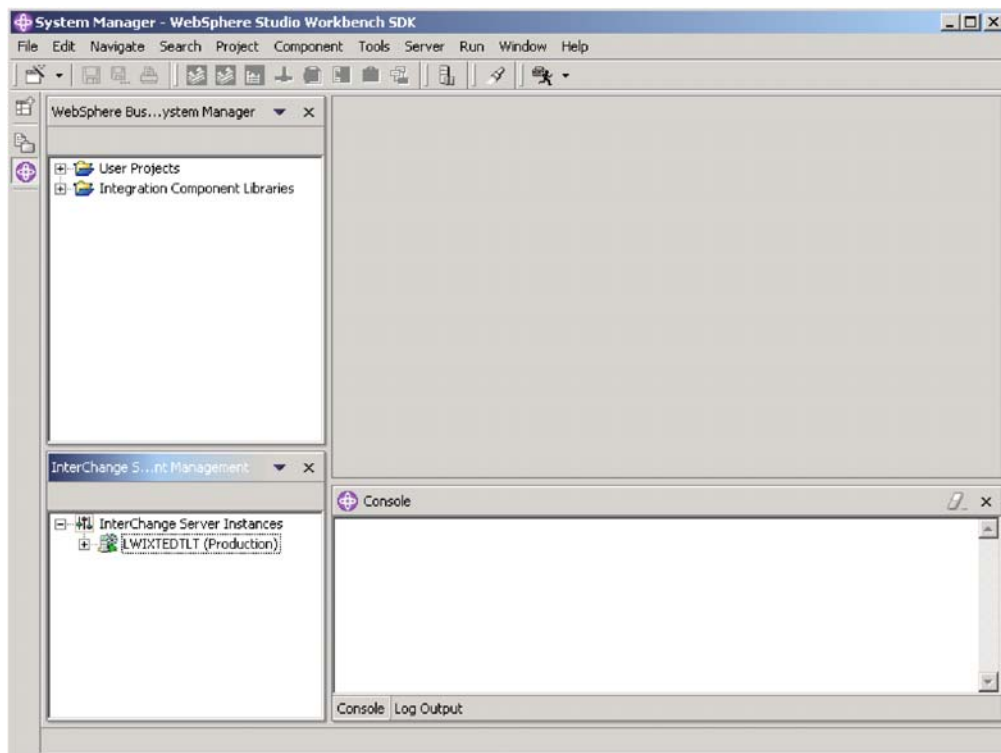 System Manager - WebSphere Studio Workbench SDK
File Edit Navigate Search Project Component Tools Server Run Window Help
WebSphere Bus...ystem Manager
User Projects
Integration Component Libraries
InterChange S...nt Management
InterChange Server Instances
LWIXTEDTLT (Production)
Console
Console Log Output